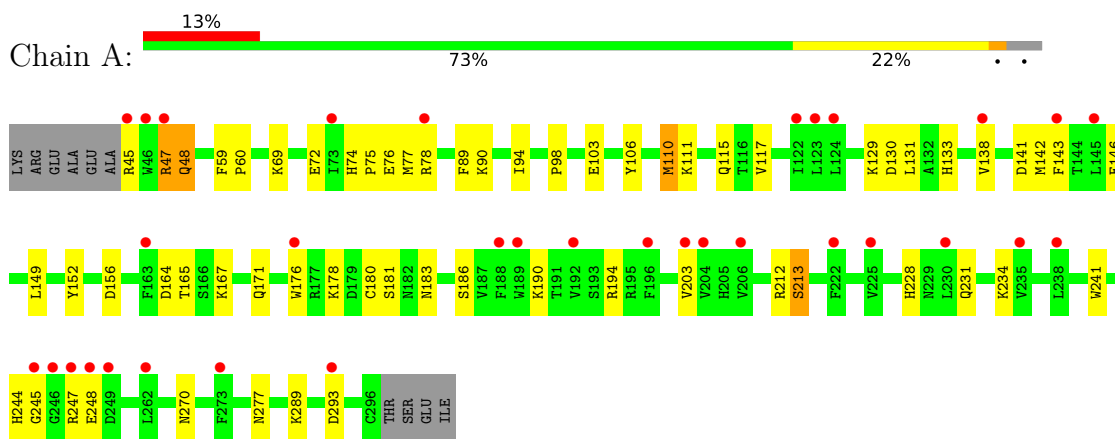 13%
Chain A:
73% 22% • •
LYS ARG GLU ALA GLU ALA R45 W46 R47 Q48 F59 P60 K69 E72 I73 H74 P75 E76 M77 R78 F89 K90 I94 P98 E103 Y106 M110 K111 Q115 T116 V117 I122 L123 L124 K129 D130 L131 A132 H133 V138 D141 M142 F143 T144 L145 E146
L149 Y152 D156 F163 D164 T165 S166 K167 Q171 W176 R177 K178 D179 C180 S181 N182 N183 S186 V187 F188 W189 K190 T191 V192 S193 R194 R195 F196 V203 V204 H205 V206 R212 S213 F222 V225 H228 N229 L230 Q231 K234 V235 L238 W241
H244 G245 G246 R247 E248 D249 L262 N270 F273 N277 K289 D293 C296 THR SER GLU ILE